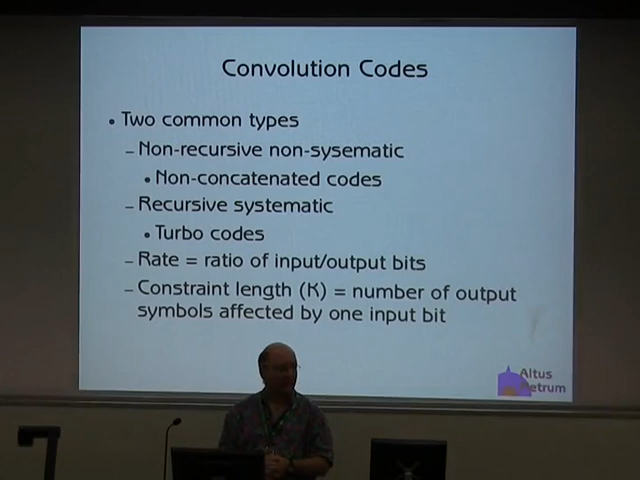 Convolution Codes
• Two common types
– Non-recursive non-sysematic
• Non-concatenated codes
– Recursive systematic
• Turbo codes
– Rate = ratio of input/output bits
– Constraint length (K) = number of output
symbols affected by one input bit
Altus
Metrum